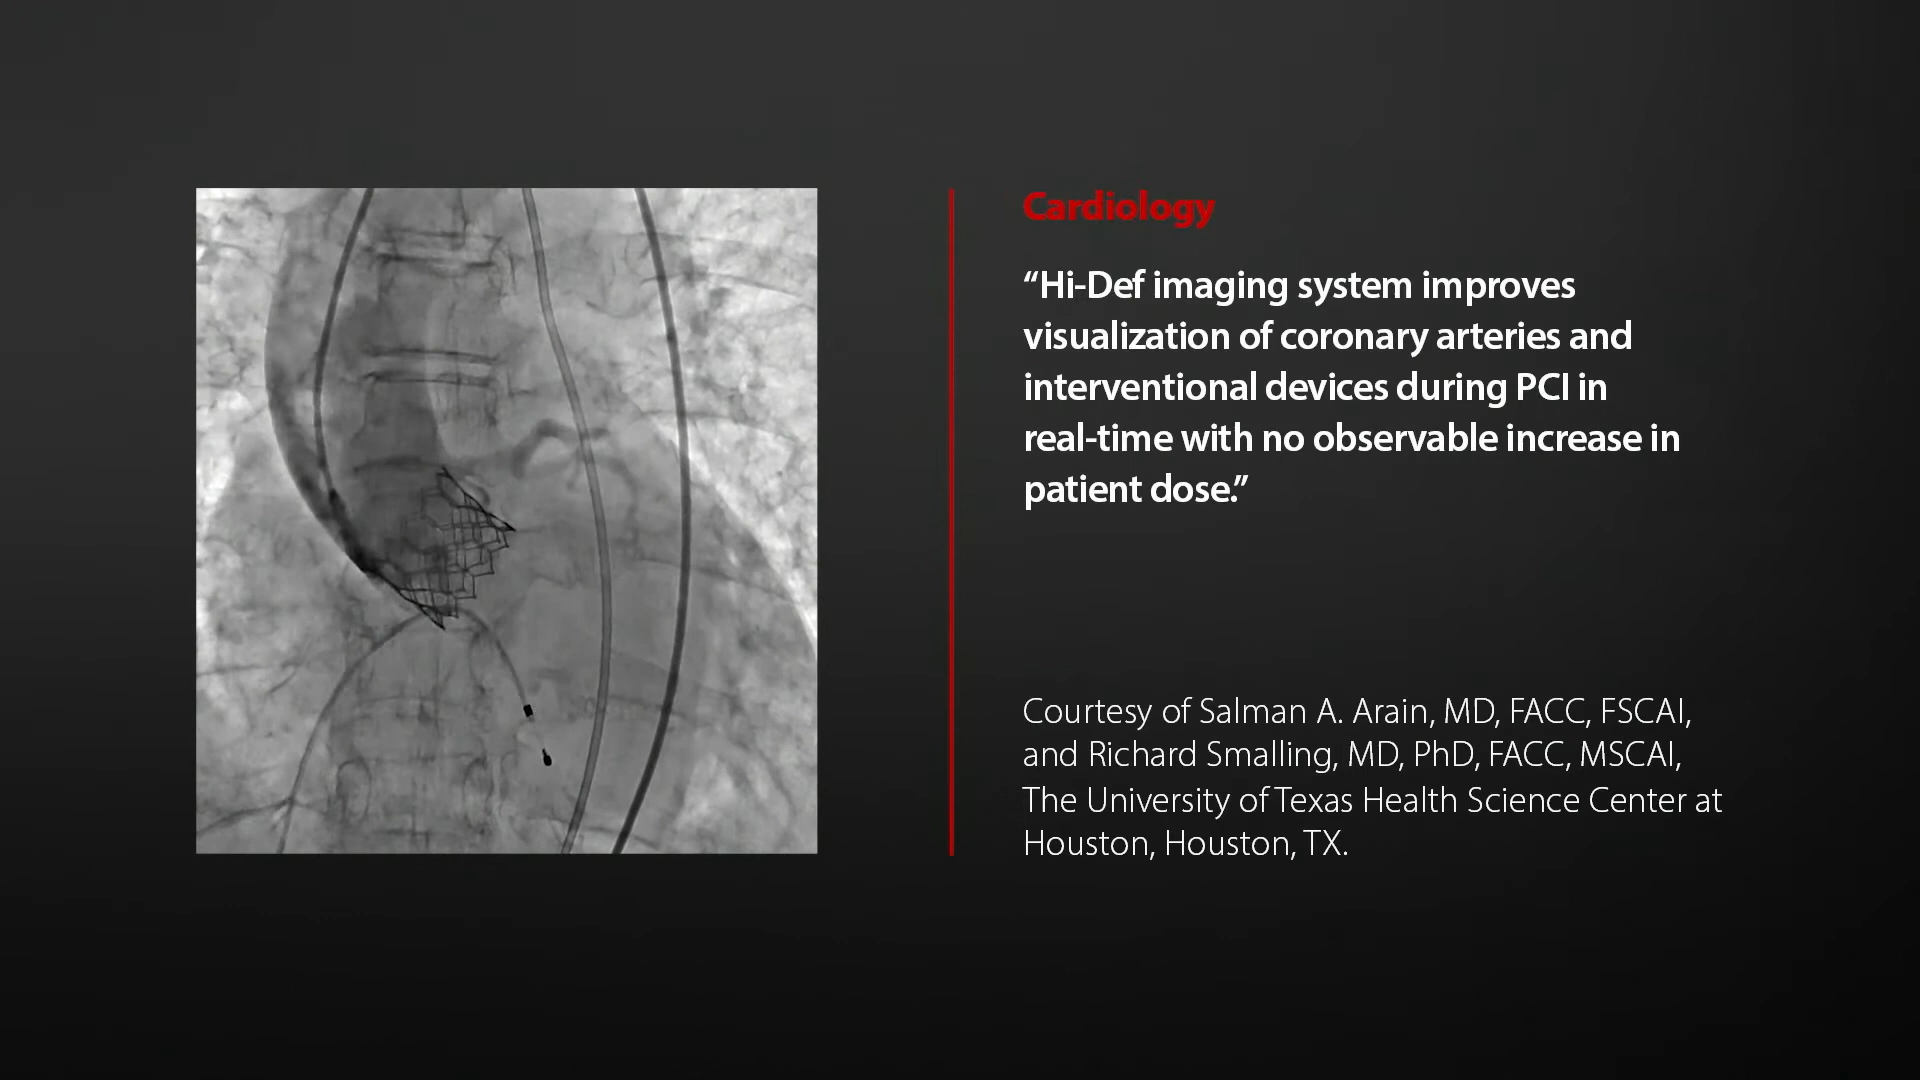 Cardiology
“Hi-Def imaging system improves
visualization of coronary arteries and
interventional devices during PCI in
real-time with no observable increase in
patient dose.”
Courtesy of Salman A. Arain, MD, FACC, FSCAI,
and Richard Smalling, MD, PhD, FACC, MSCAI,
The University of Texas Health Science Center at
Houston, Houston, TX.